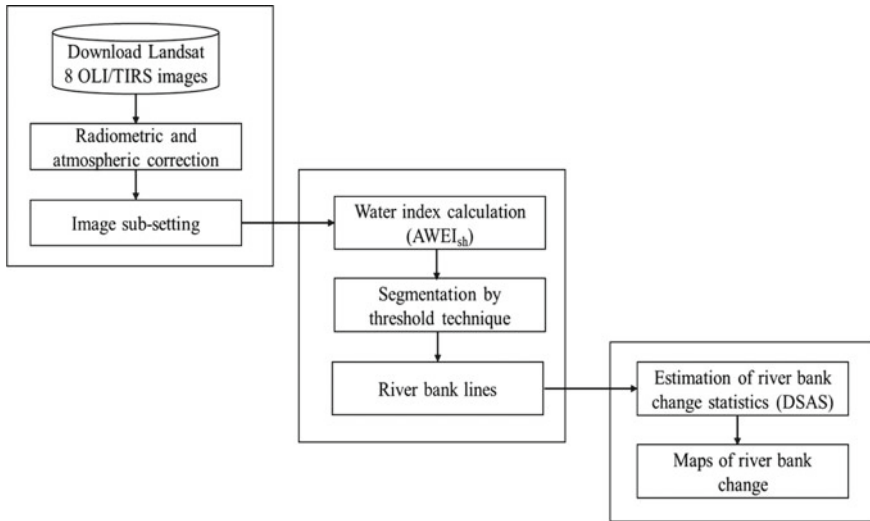 Download Landsat
8 OLI/TIRS images
Radiometric and
atmospheric correction
Image sub-setting
Water index calculation
(AWEIsh)
Segmentation by
threshold technique
River bank lines
Estimation of river bank
change statistics (DSAS)
Maps of river bank
change